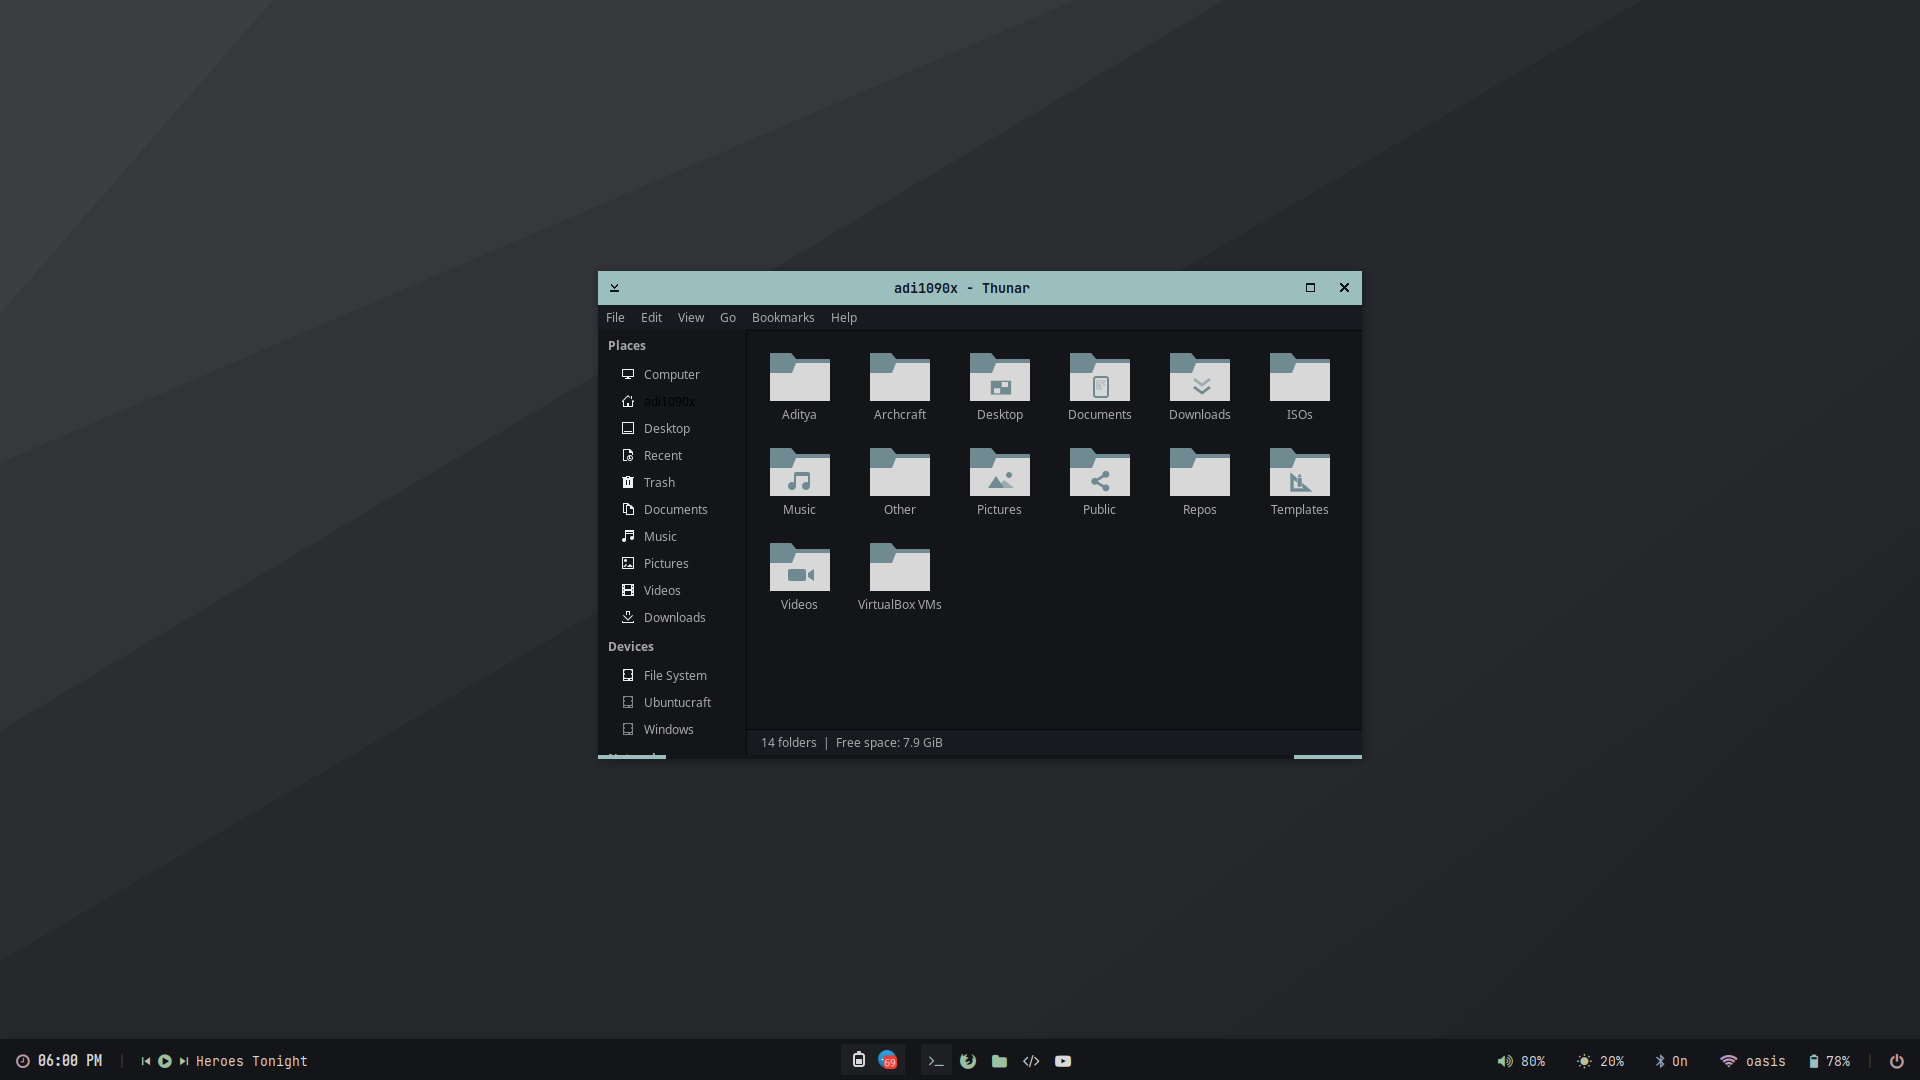 adi1090x - Thunar
File Edit View Go Bookmarks Help
Places
Computer
adi1090x
Desktop
Recent
Trash
Documents
Music
Pictures
Videos
Downloads
Devices
File System
Ubuntucraft
Windows
Aditya Archcraft Desktop Documents Downloads ISOs
Music Other Pictures Public Repos Templates
Videos VirtualBox VMs
14 folders | Free space: 7.9 GiB
06:00 PM | Heroes Tonight 69 80% 20% On oasis 78% |